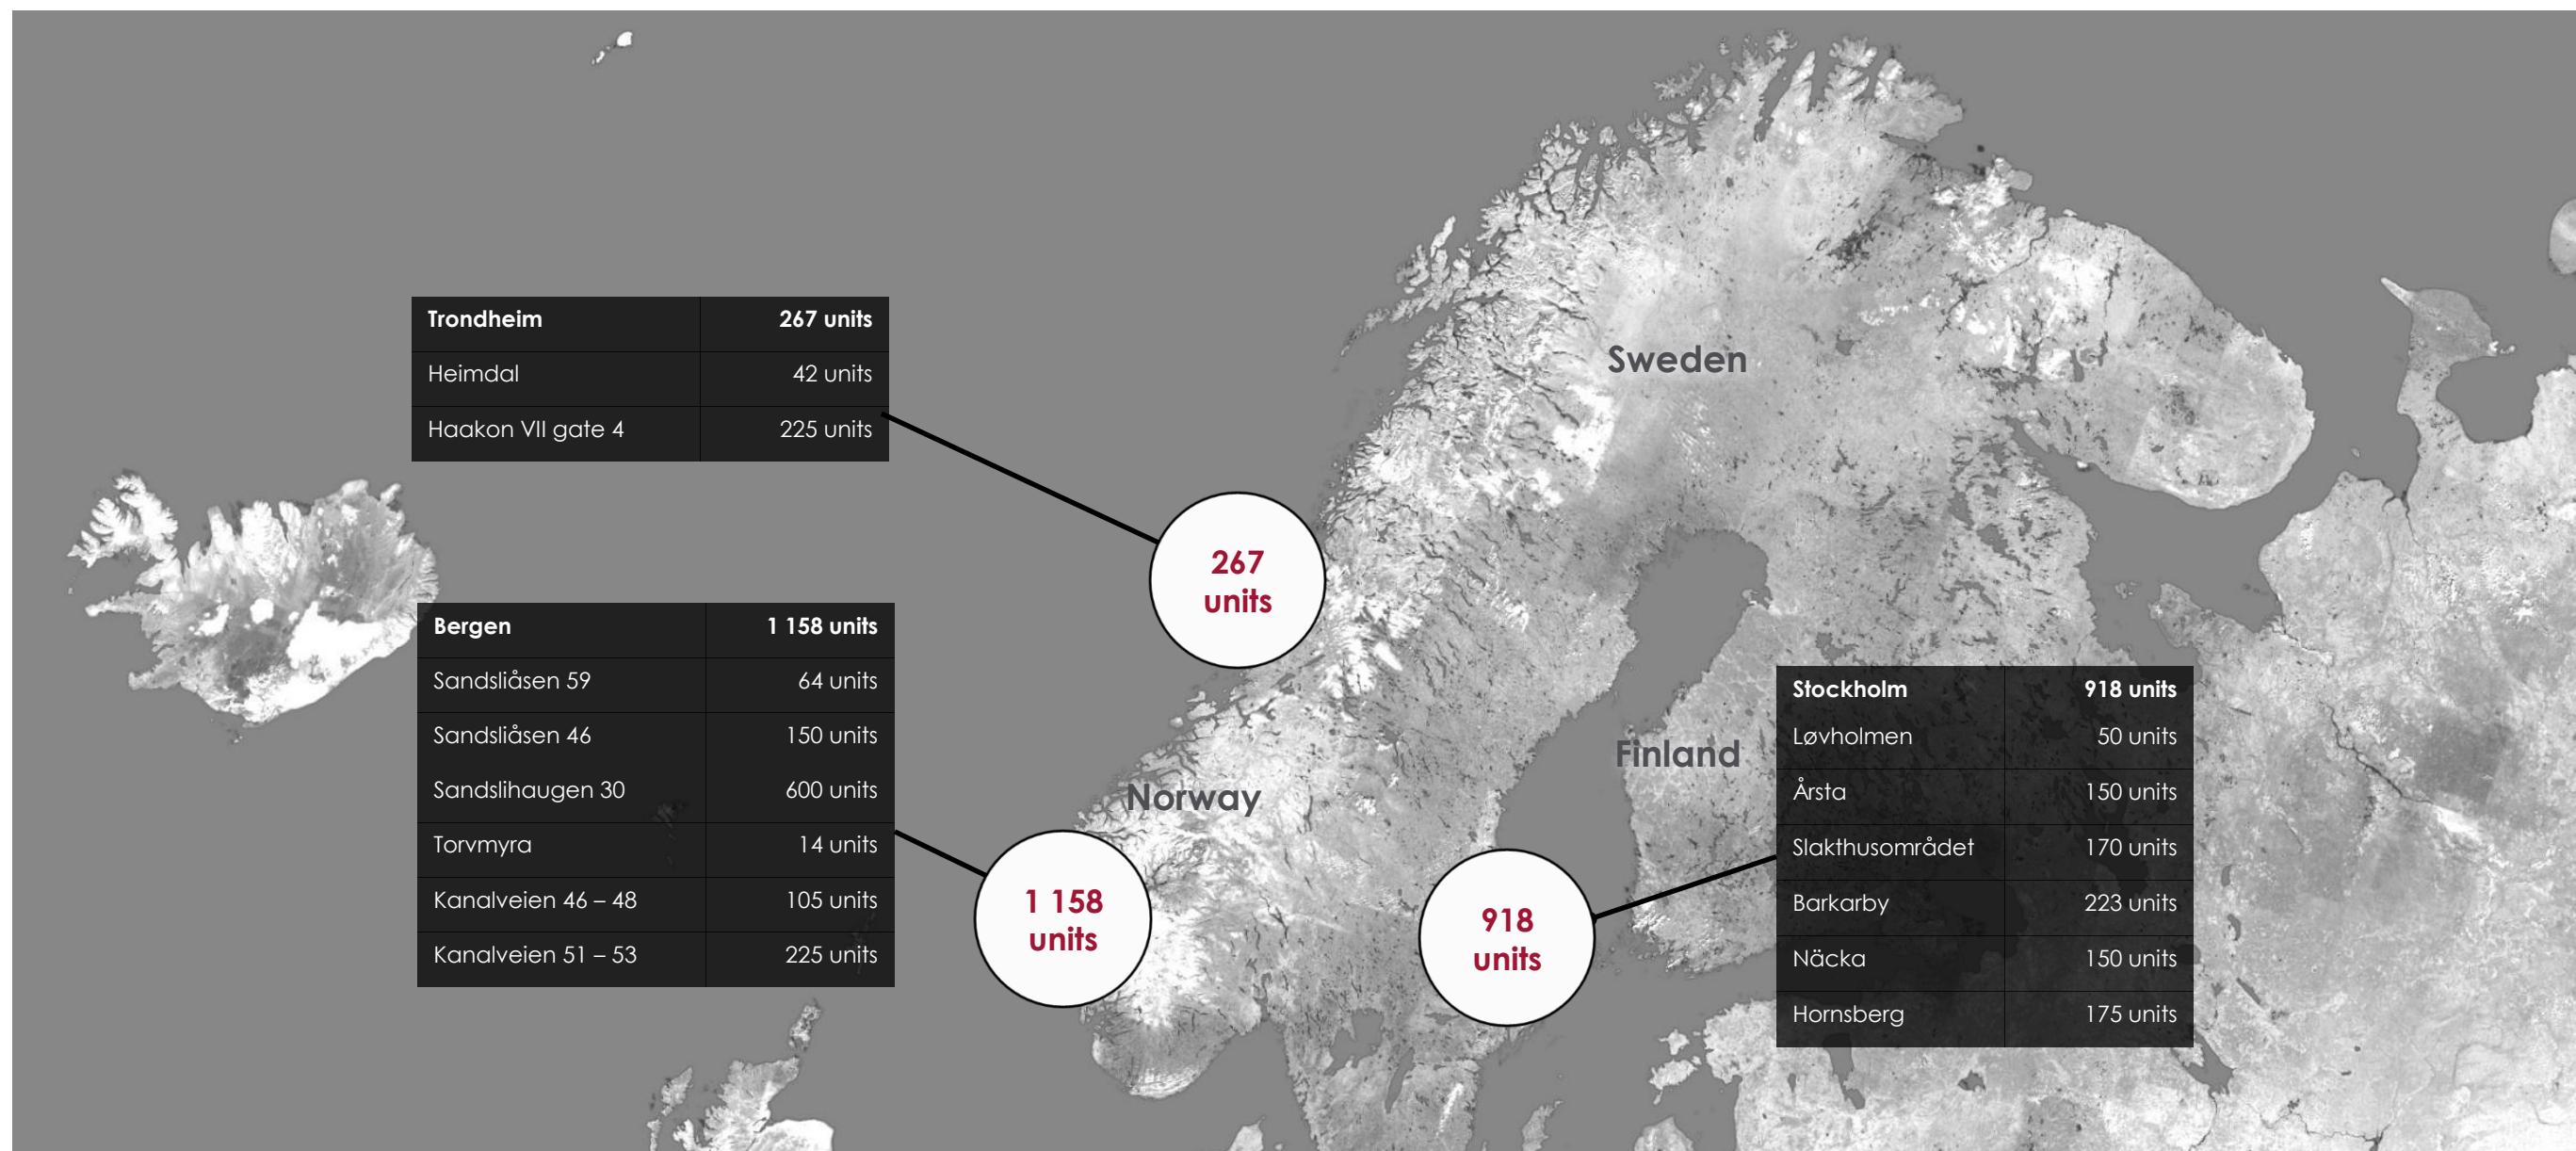 Sweden
Trondheim 267 units
Heimdal 42 units
Haakon VII gate 4 225 units
267
units
Bergen 1 158 units
Sandsliåsen 59 64 units
Sandsliåsen 46 150 units
Sandslihaugen 30 600 units
Torvmyra 14 units
Kanalveien 46 – 48 105 units
Kanalveien 51 – 53 225 units
Norway
1 158
units
Finland
918
units
Stockholm 918 units
Løvholmen 50 units
Årsta 150 units
Slakthusområdet 170 units
Barkarby 223 units
Näcka 150 units
Hornsberg 175 units